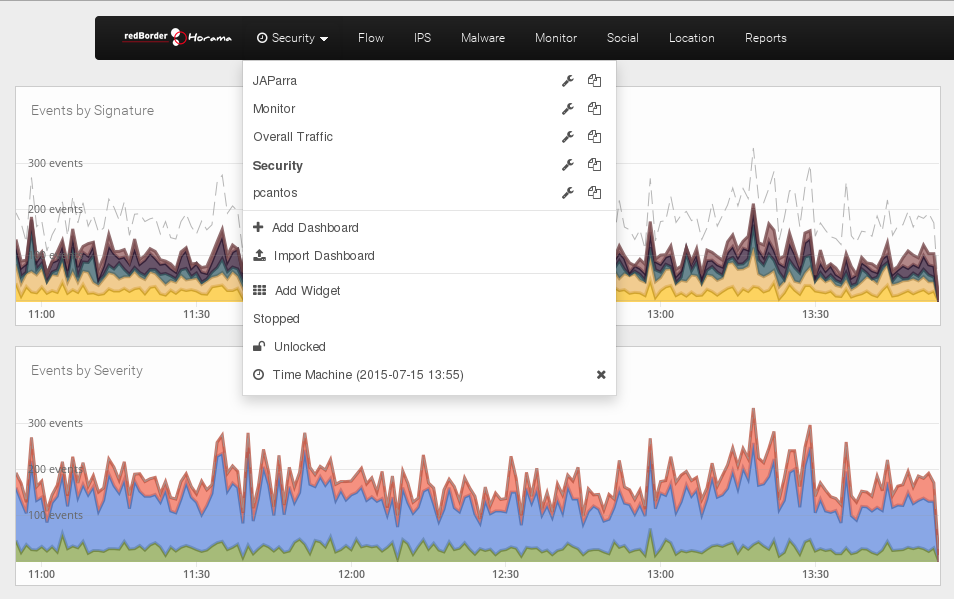 redBorder Horama Security Flow IPS Malware Monitor Social Location Reports
JAParra
Monitor
Overall Traffic
Security
pcantos
Add Dashboard
Import Dashboard
Add Widget
Stopped
Unlocked
Time Machine (2015-07-15 13:55)
Events by Signature
300 events
200 events
11:00 11:30 13:00 13:30
Events by Severity
300 events
200 events
100 events
11:00 11:30 12:00 12:30 13:00 13:30